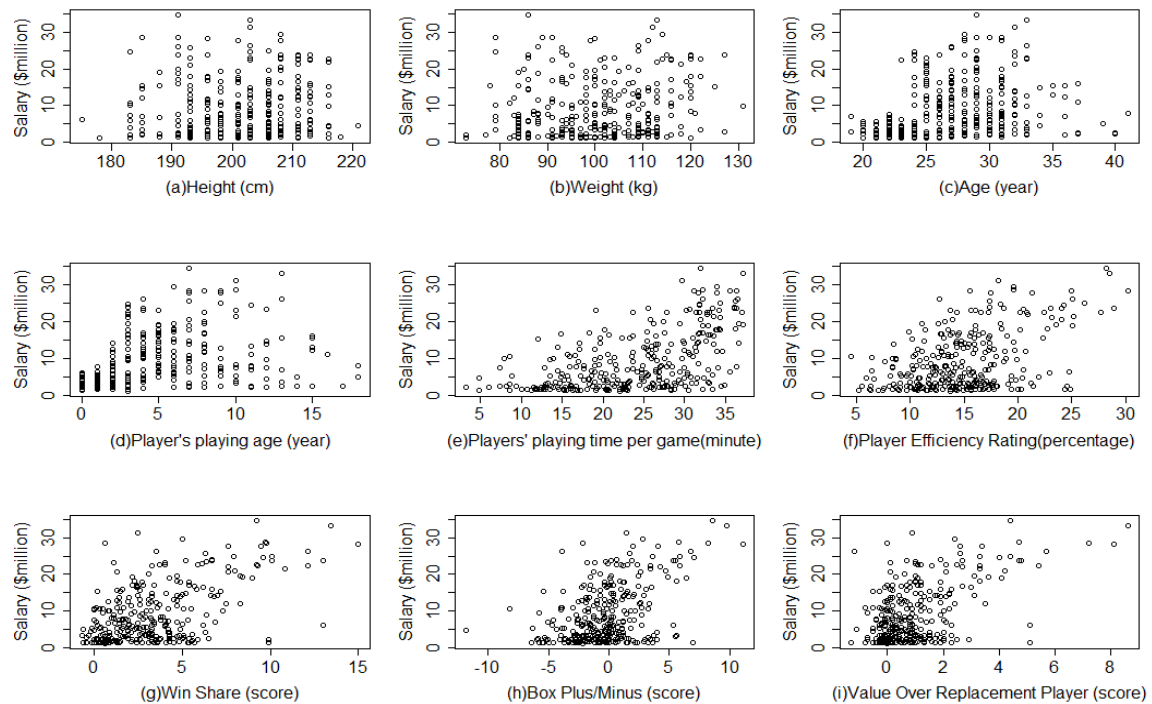 Salary ($million)
0 10 20 30
180 190 200 210 220
(a)Height (cm)
Salary ($million)
0 10 20 30
80 90 100 110 120 130
(b)Weight (kg)
Salary ($million)
0 10 20 30
20 25 30 35 40
(c)Age (year)
Salary ($million)
0 10 20 30
0 5 10 15
(d)Player's playing age (year)
Salary ($million)
0 10 20 30
5 10 15 20 25 30 35
(e)Players' playing time per game(minute)
Salary ($million)
0 10 20 30
5 10 15 20 25 30
(f)Player Efficiency Rating(percentage)
Salary ($million)
0 10 20 30
0 5 10 15
(g)Win Share (score)
Salary ($million)
0 10 20 30
-10 -5 0 5 10
(h)Box Plus/Minus (score)
Salary ($million)
0 10 20 30
0 2 4 6 8
(i)Value Over Replacement Player (score)